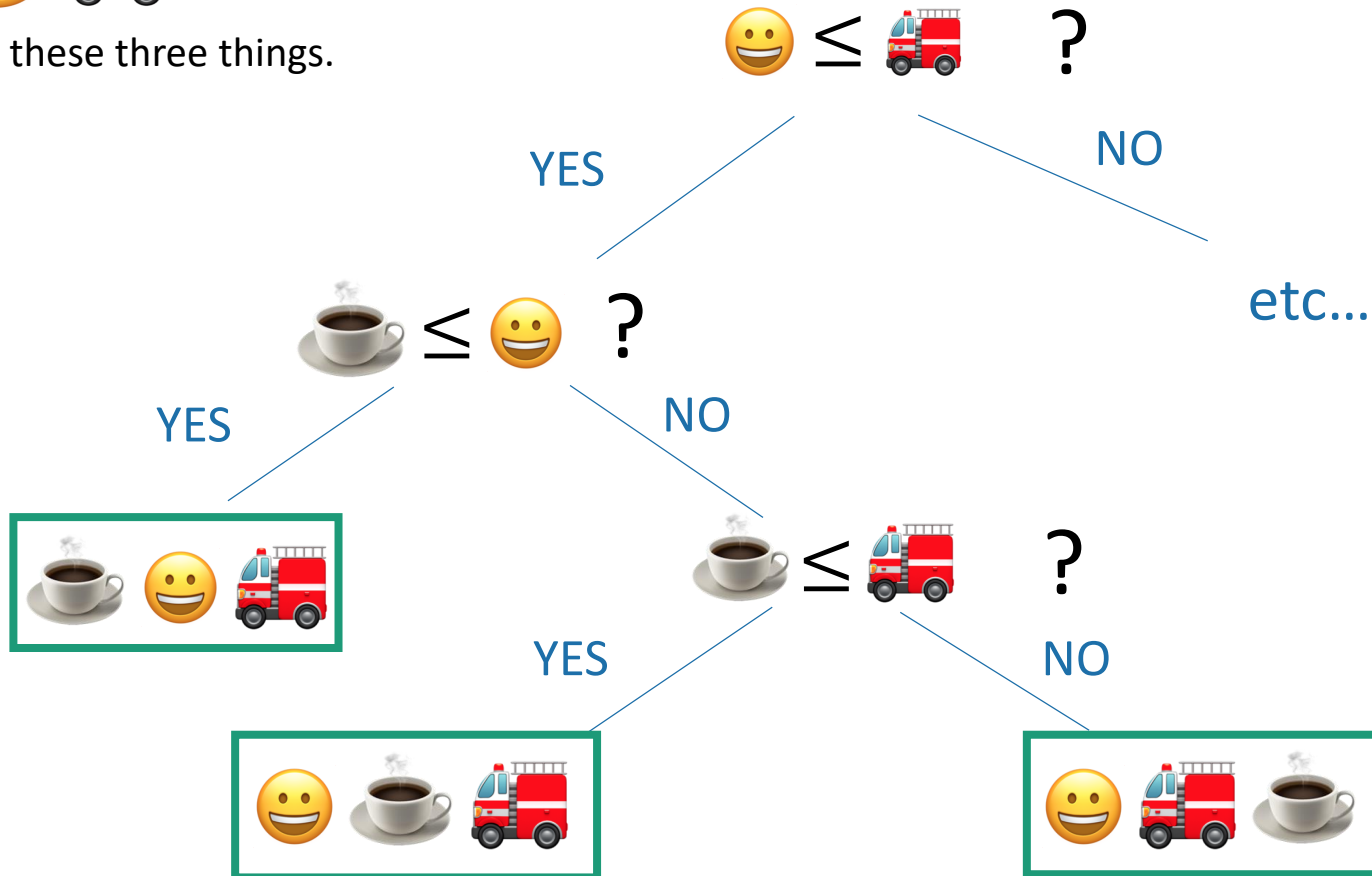 these three things.
😀 ≤ 🚒 ?
YES
NO
☕ ≤ 😀 ?
etc...
YES
NO
☕ ≤ 🚒 ?
YES
NO